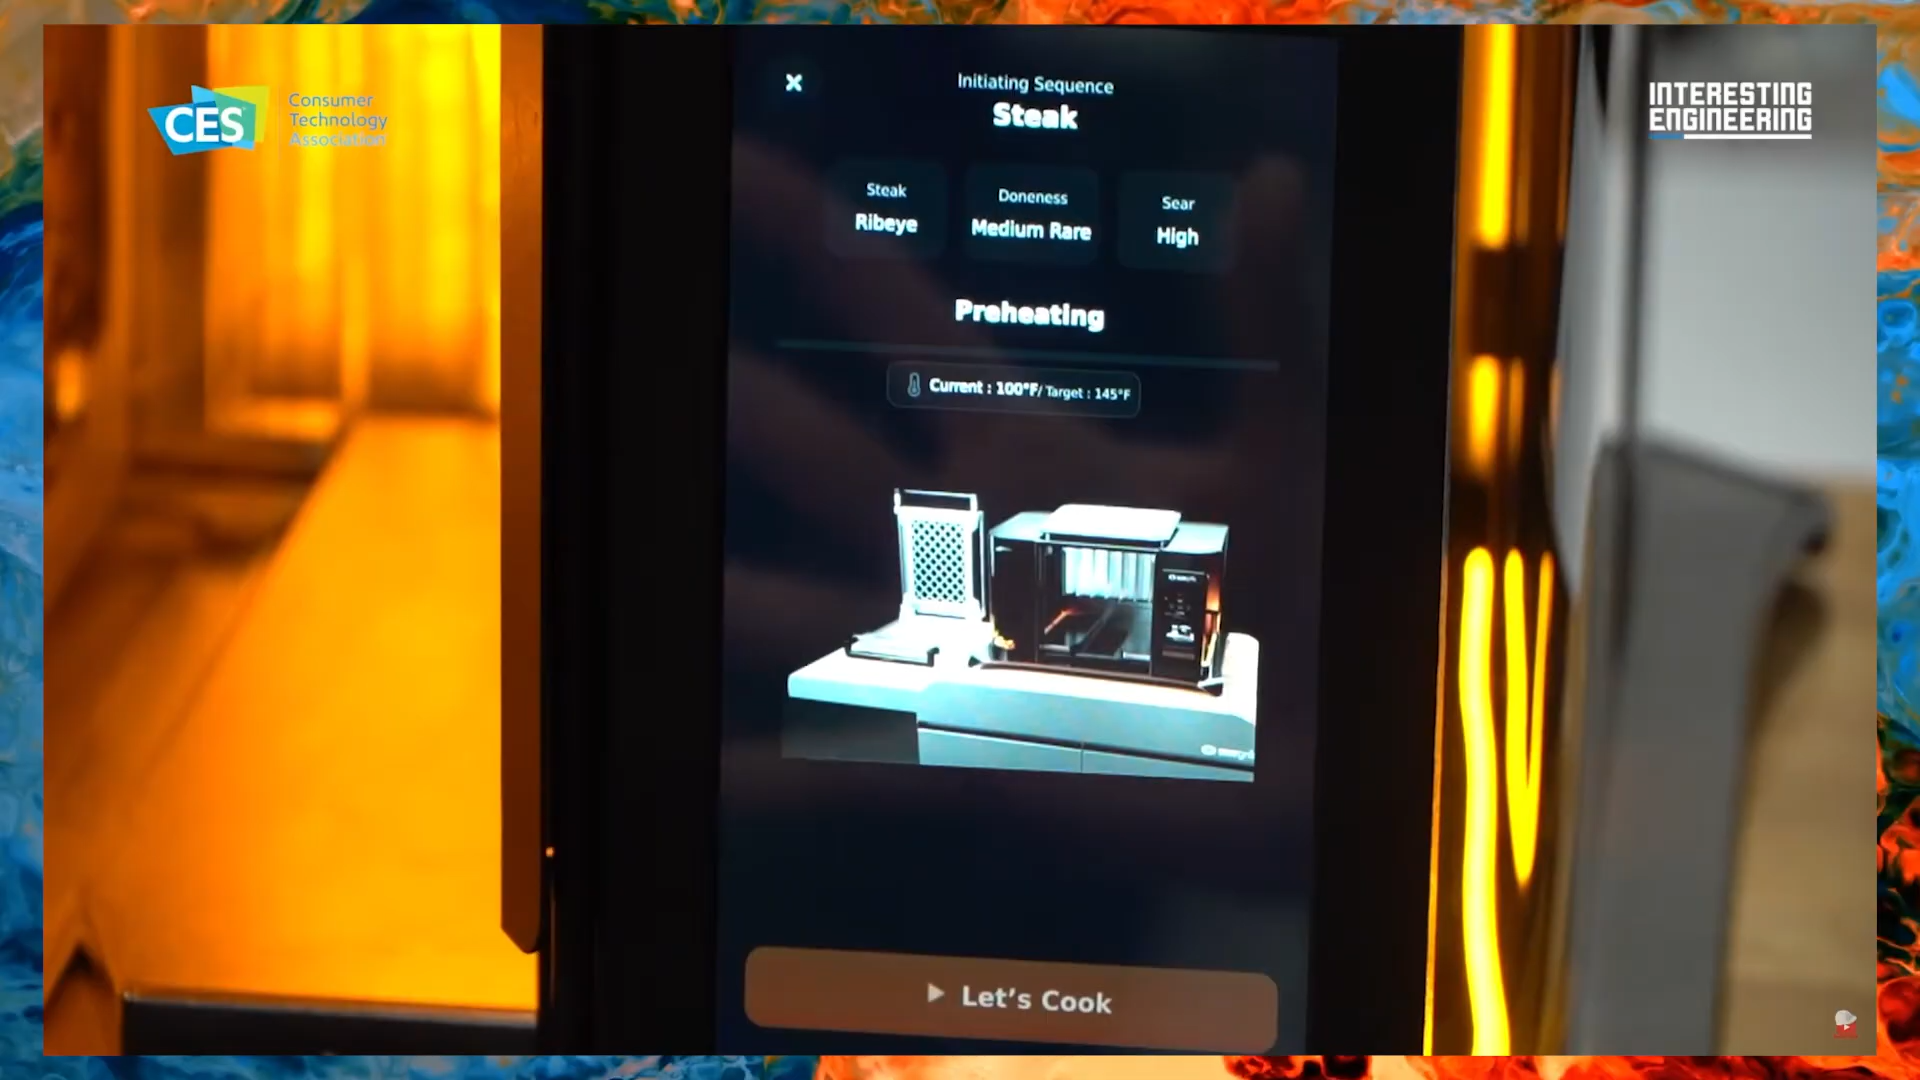 CES
Consumer
Technology
Association
INTERESTING
ENGINEERING
Initiating Sequence
Steak
Steak
Ribeye
Doneness
Medium Rare
Sear
High
Preheating
Current : 100°F/ Target : 145°F
Let's Cook